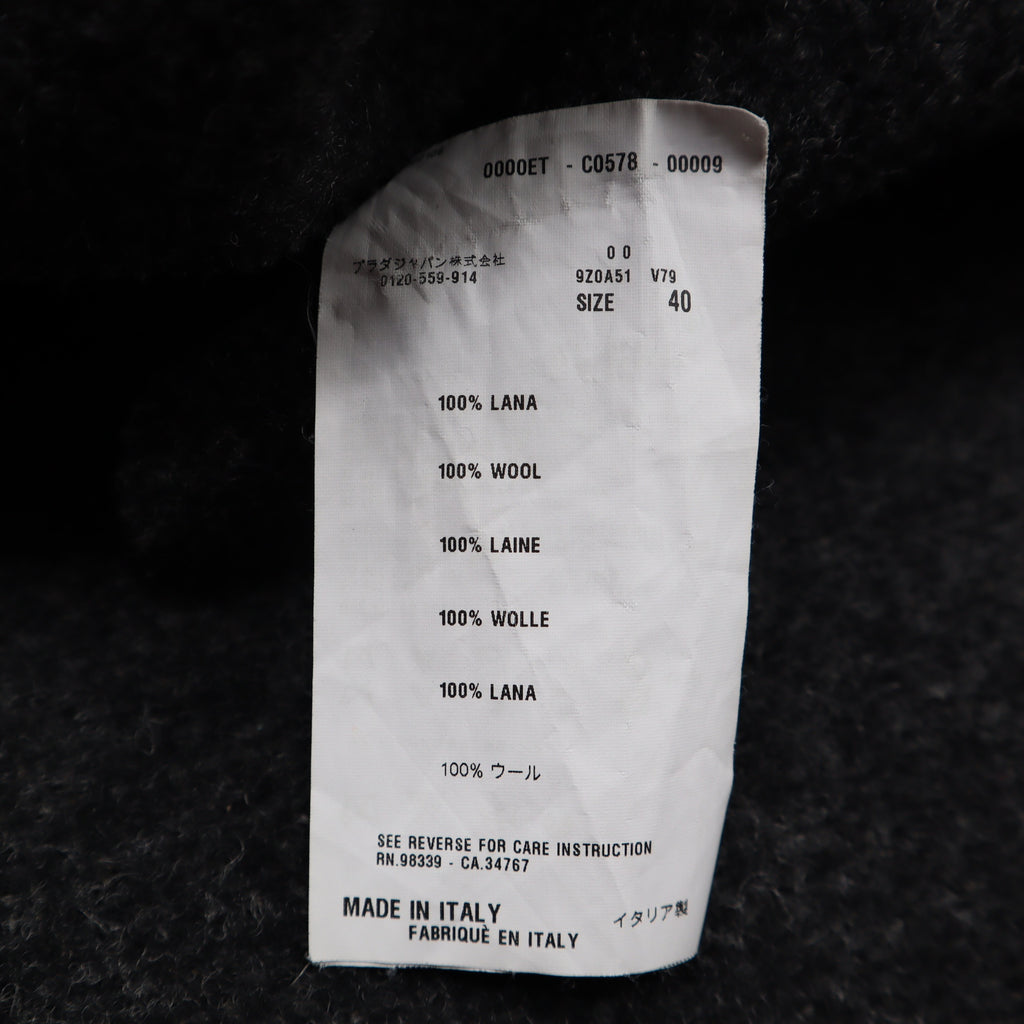 0000ET - C0578 - 00009
プラダジャパン株式会社
0120-559-914
0 0
9Z0A51 V79
SIZE 40
100% LANA
100% WOOL
100% LAINE
100% WOLLE
100% LANA
100% ウール
SEE REVERSE FOR CARE INSTRUCTION
RN.98339 - CA.34767
MADE IN ITALY
FABRIQUÈ EN ITALY
イタリア製